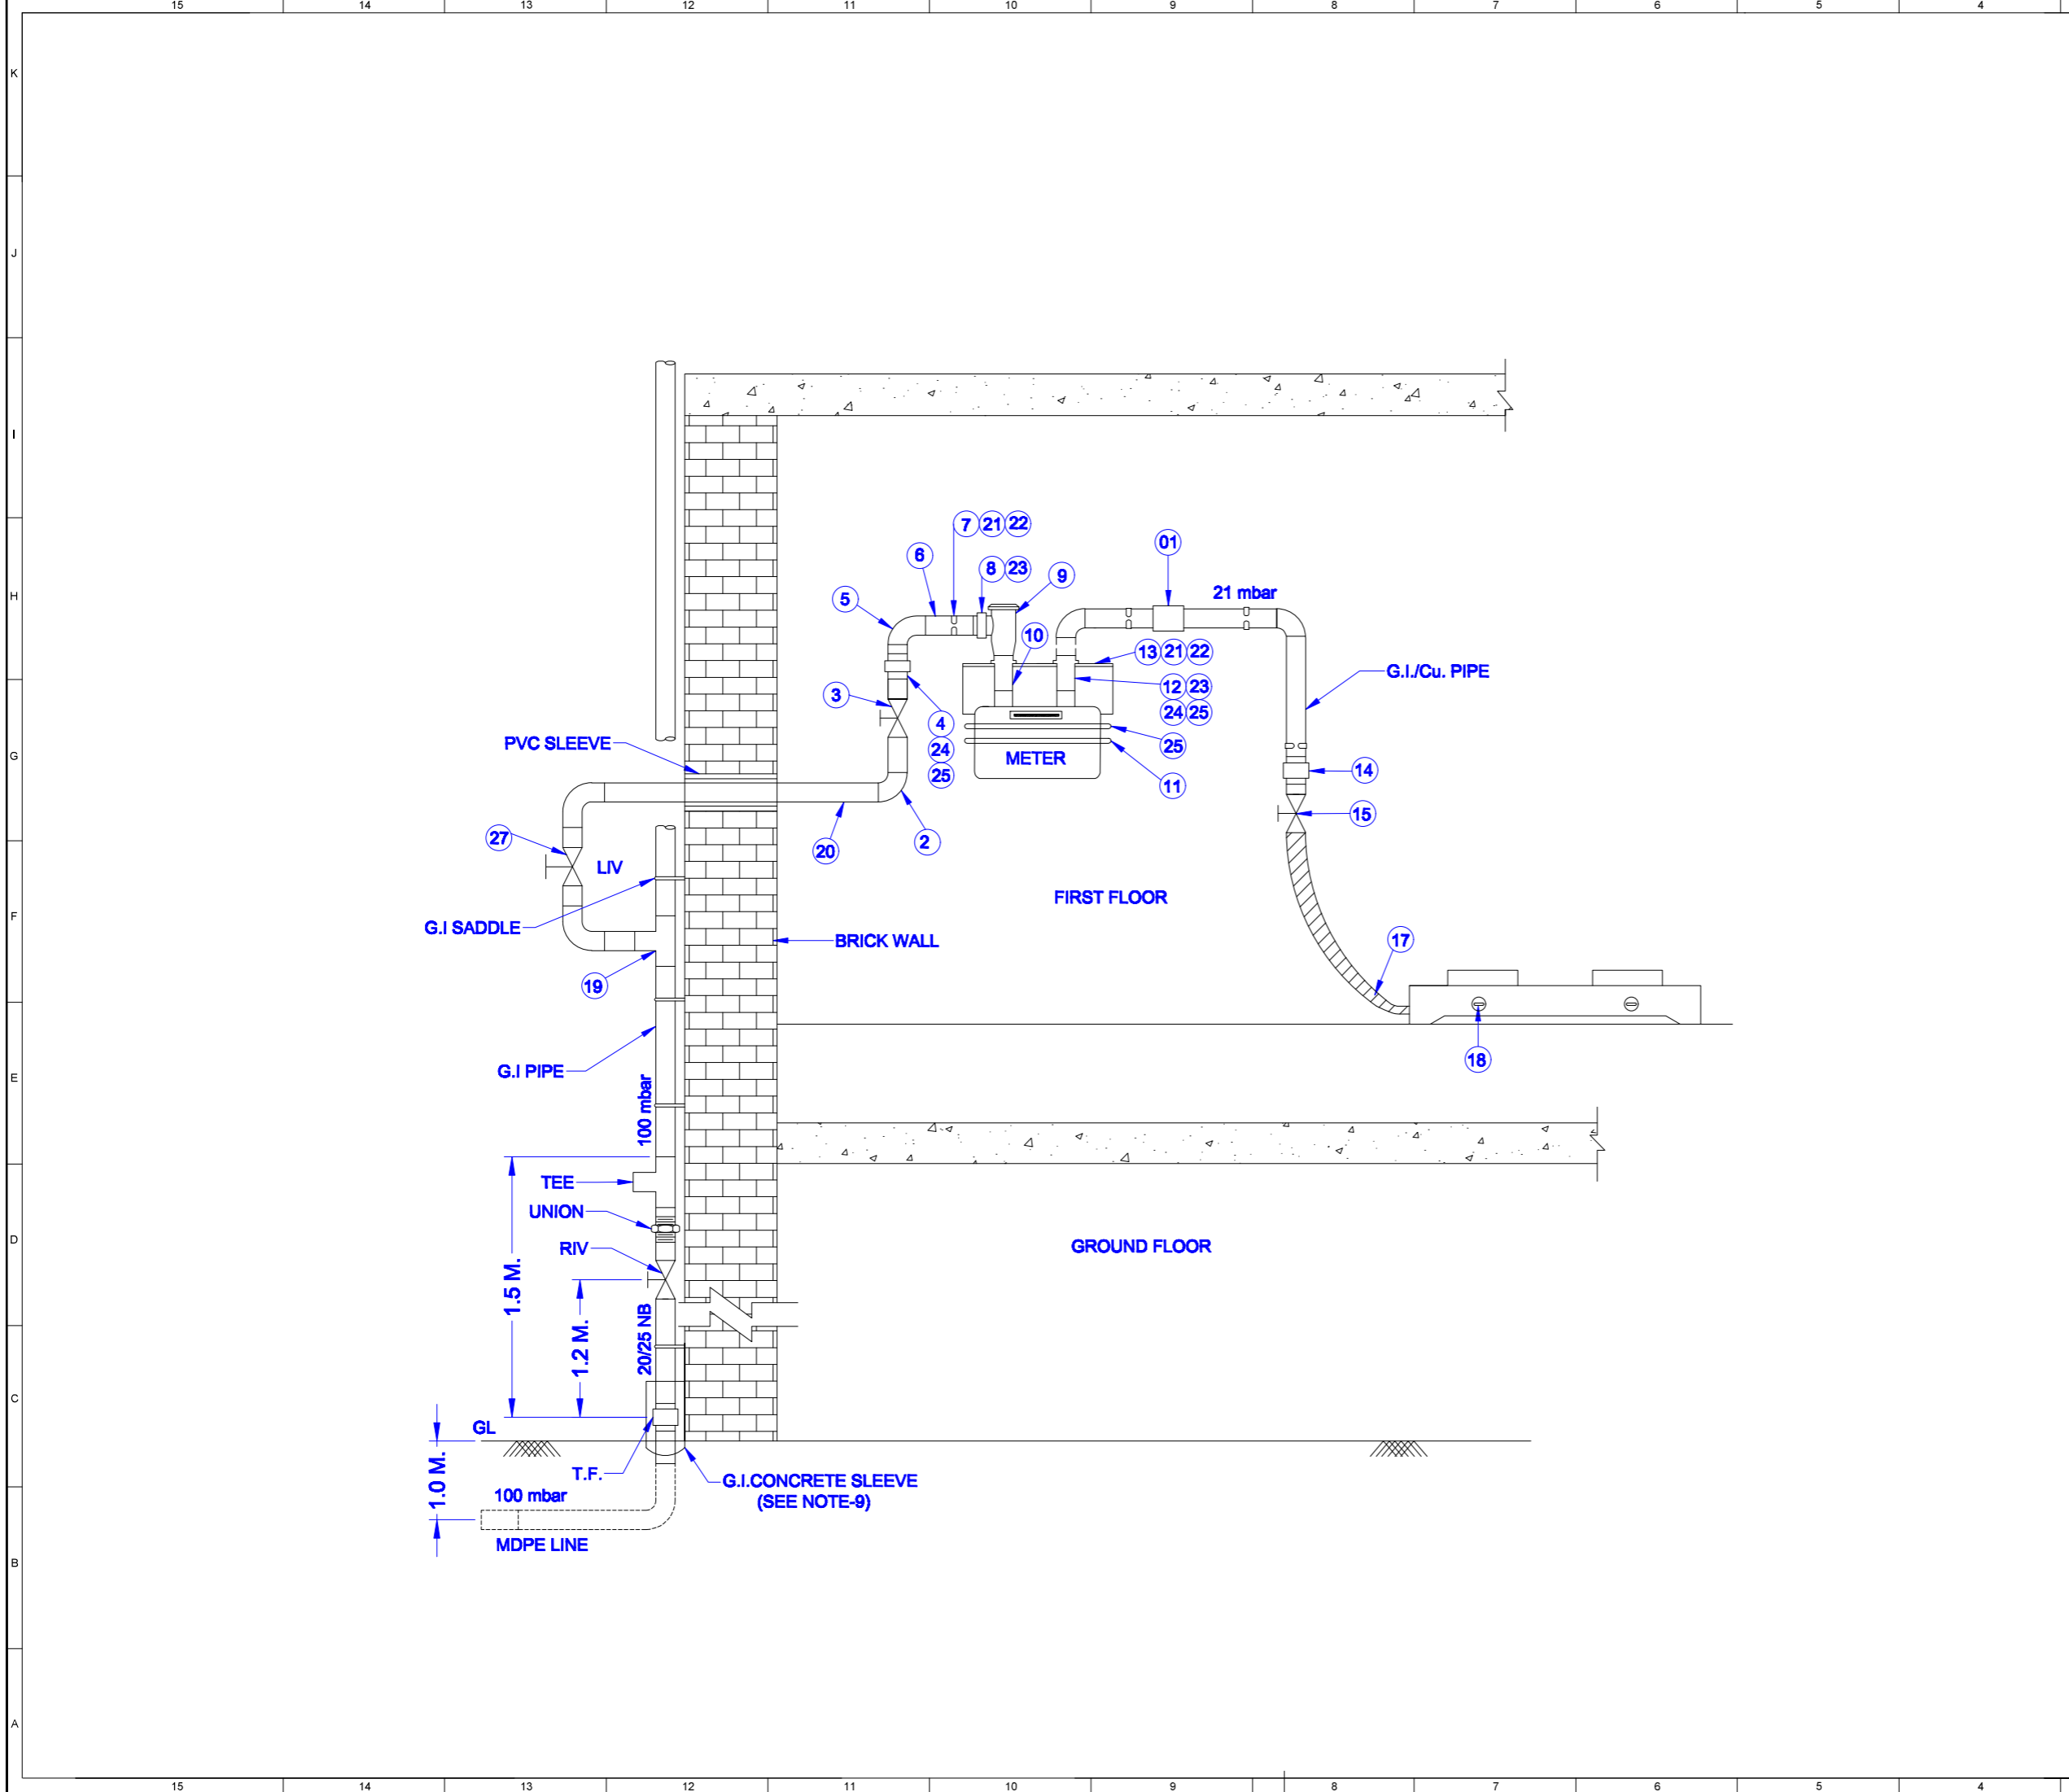 15 14 13 12 11 10 9 8 7 6 5 4
K
J
I
H
G
F
E
D
C
B
A
7 21 22
01
6
8 23
9
5
21 mbar
10
13 21 22
G.I./Cu. PIPE
3
12 23
24 25
4
24
25
PVC SLEEVE
25
METER
14
11
15
27
2
20
LIV
FIRST FLOOR
G.I SADDLE
BRICK WALL
17
19
18
G.I PIPE
100 mbar
TEE
UNION
RIV
GROUND FLOOR
1.5 M.
1.2 M.
20/25 NB
GL
1.0 M.
T.F.
G.I.CONCRETE SLEEVE
(SEE NOTE-9)
100 mbar
MDPE LINE
15 14 13 12 11 10 9 8 7 6 5 4